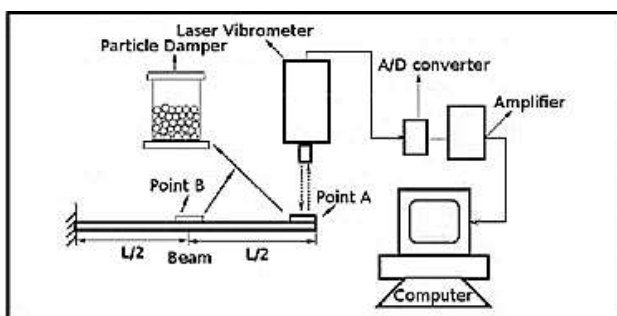 Laser Vibrometer
Particle Damper
A/D converter
Amplifier
Point B
Point A
L/2
Beam
L/2
Computer